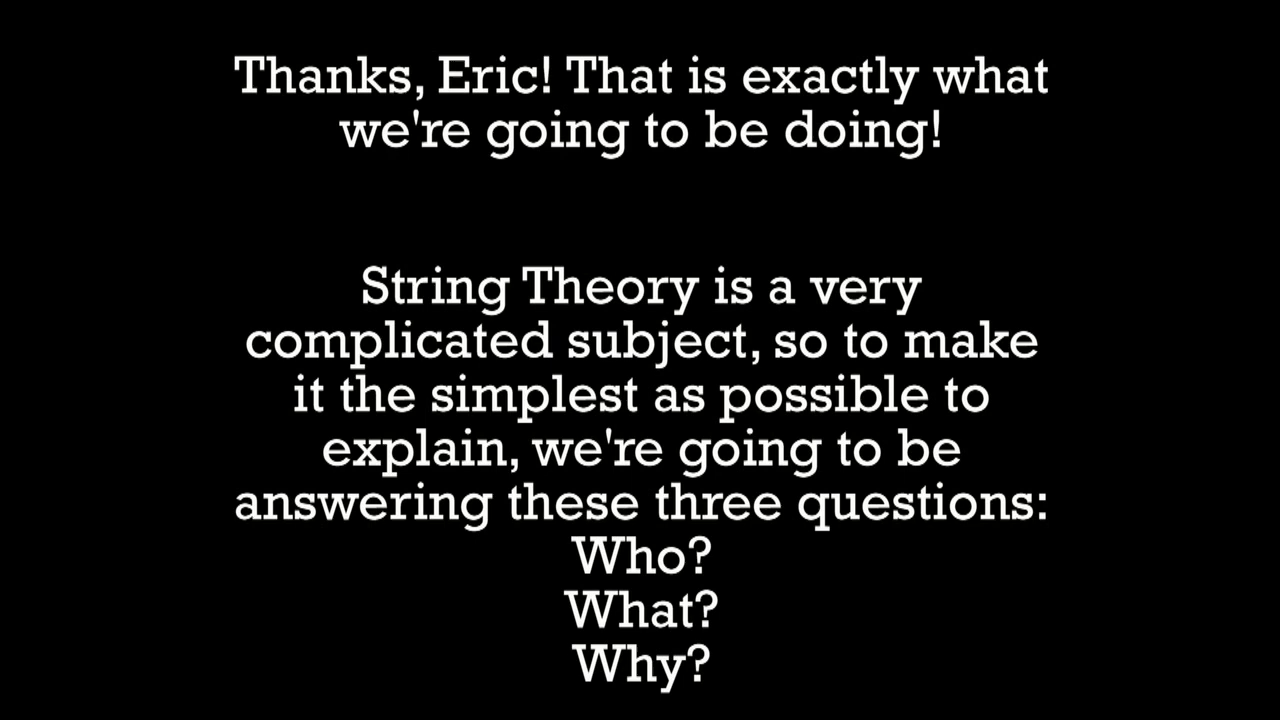 Thanks, Eric! That is exactly what
we're going to be doing!
String Theory is a very
complicated subject, so to make
it the simplest as possible to
explain, we're going to be
answering these three questions:
Who?
What?
Why?